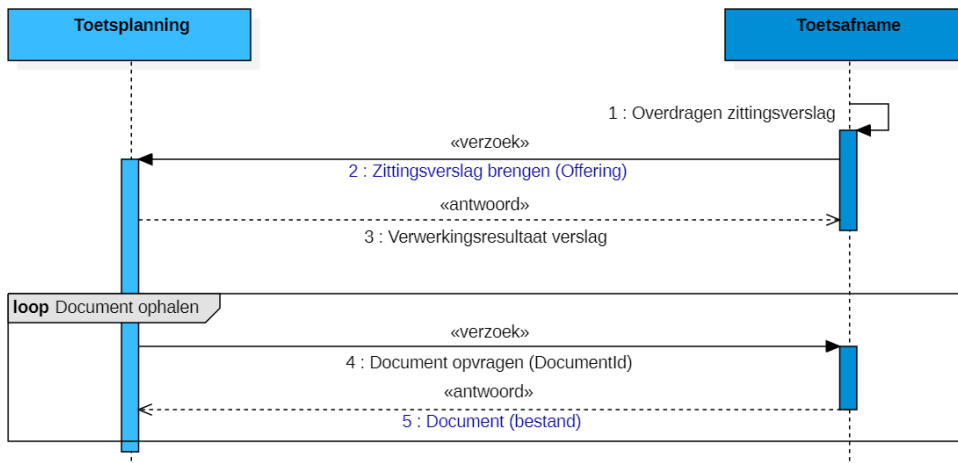 Toetsplanning
Toetsafname
1 : Overdragen zittingsverslag
«verzoek»
2 : Zittingsverslag brengen (Offering)
«antwoord»
3 : Verwerkingsresultaat verslag
loop Document ophalen
«verzoek»
4 : Document opvragen (DocumentId)
«antwoord»
5 : Document (bestand)